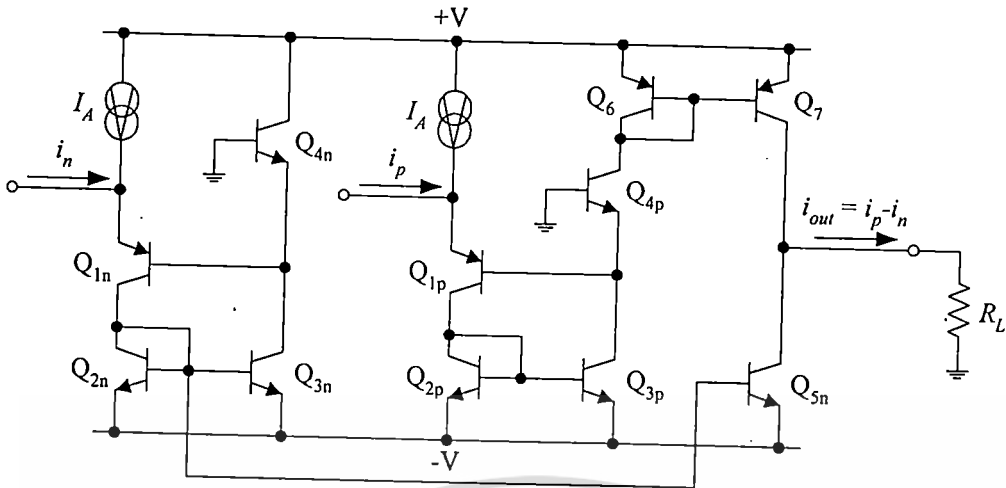 +V
I_A
Q_4n
i_n
Q_1n
Q_2n
Q_3n
I_A
i_p
Q_6
Q_7
Q_4p
Q_1p
Q_2p
Q_3p
i_out = i_p-i_n
R_L
Q_5n
-V